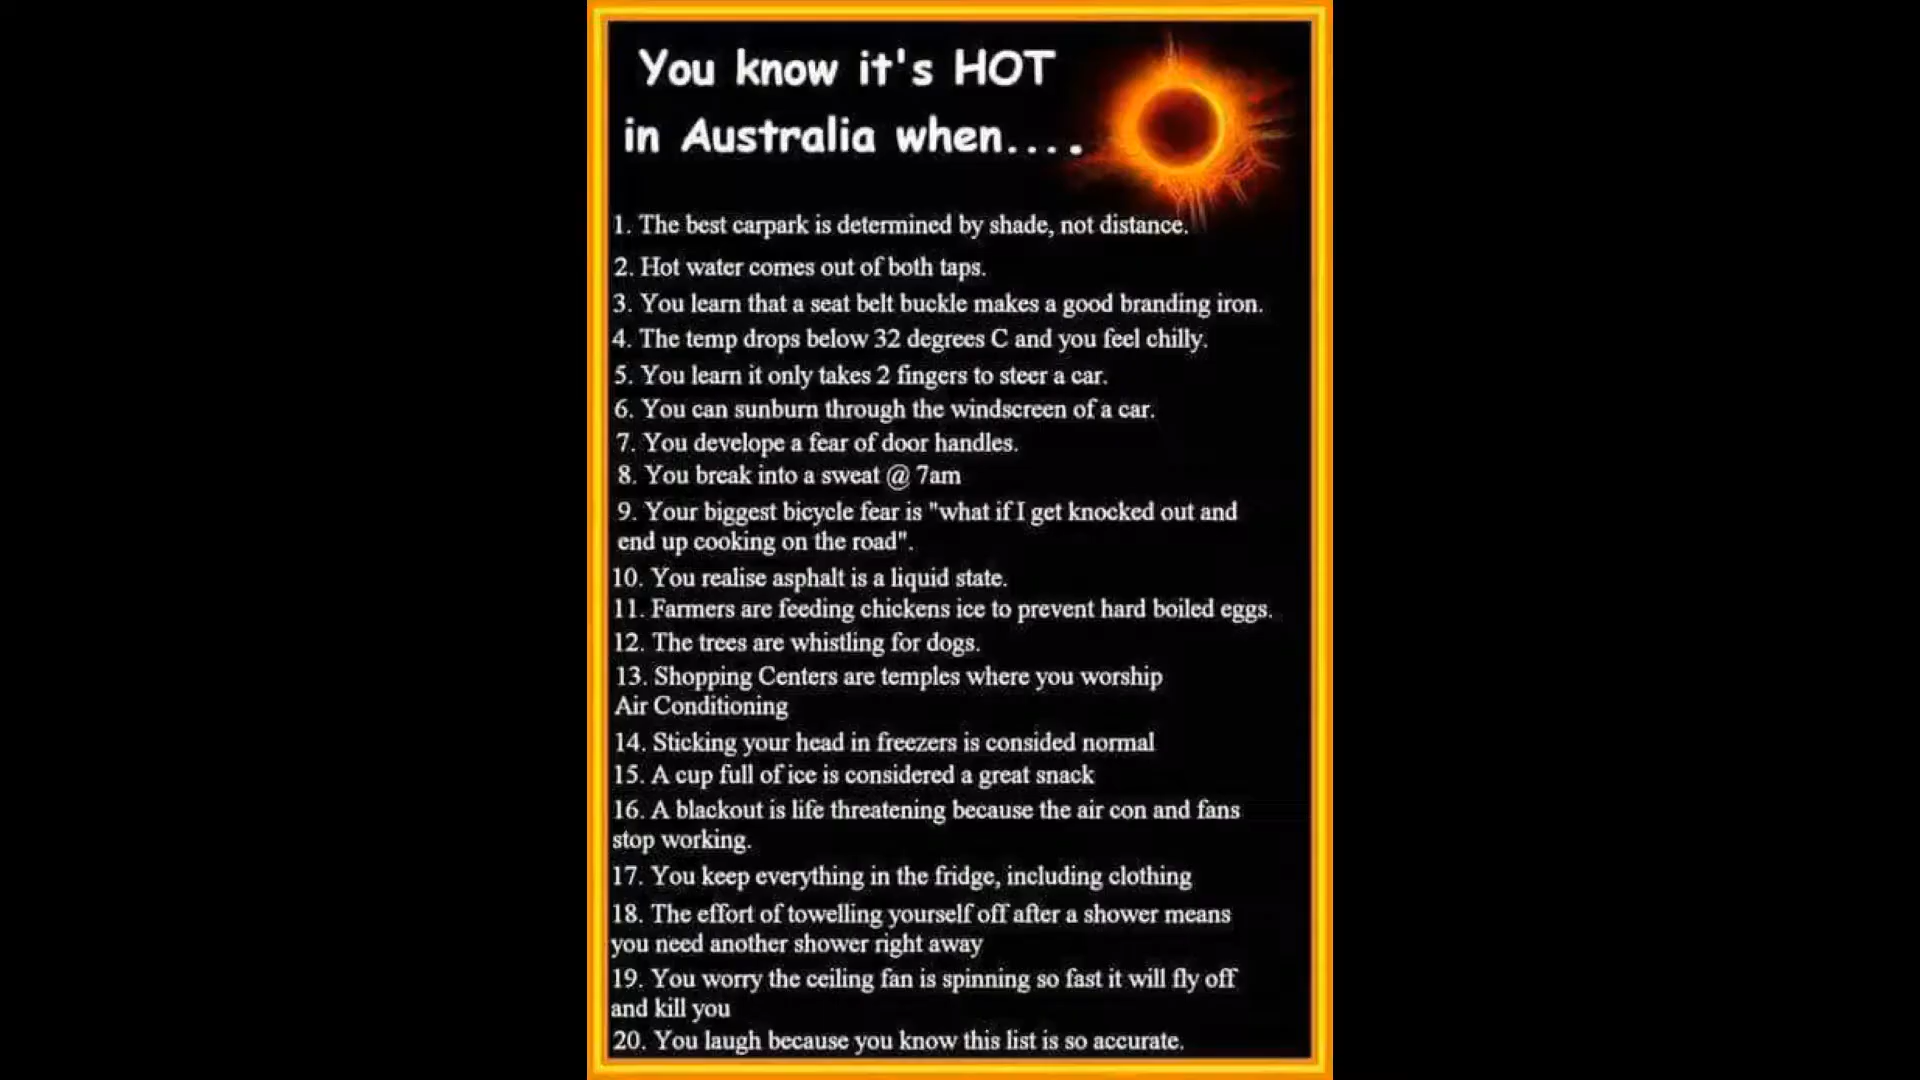 You know it's HOT
in Australia when....
1. The best carpark is determined by shade, not distance.
2. Hot water comes out of both taps.
3. You learn that a seat belt buckle makes a good branding iron.
4. The temp drops below 32 degrees C and you feel chilly.
5. You learn it only takes 2 fingers to steer a car.
6. You can sunburn through the windscreen of a car.
7. You develope a fear of door handles.
8. You break into a sweat @ 7am
9. Your biggest bicycle fear is "what if I get knocked out and
end up cooking on the road".
10. You realise asphalt is a liquid state.
11. Farmers are feeding chickens ice to prevent hard boiled eggs.
12. The trees are whistling for dogs.
13. Shopping Centers are temples where you worship
Air Conditioning
14. Sticking your head in freezers is consided normal
15. A cup full of ice is considered a great snack
16. A blackout is life threatening because the air con and fans
stop working.
17. You keep everything in the fridge, including clothing
18. The effort of towelling yourself off after a shower means
you need another shower right away
19. You worry the ceiling fan is spinning so fast it will fly off
and kill you
20. You laugh because you know this list is so accurate.